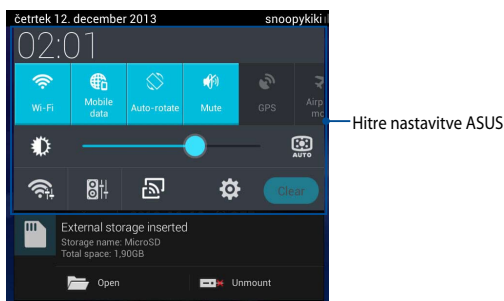 četrtek 12. december 2013 snoopykiki
02:01
Wi-Fi Mobile data Auto-rotate Mute GPS
Hitre nastavitve ASUS
AUTO
Clear
External storage inserted
Storage name: MicroSD
Total space: 1,90GB
Open Unmount